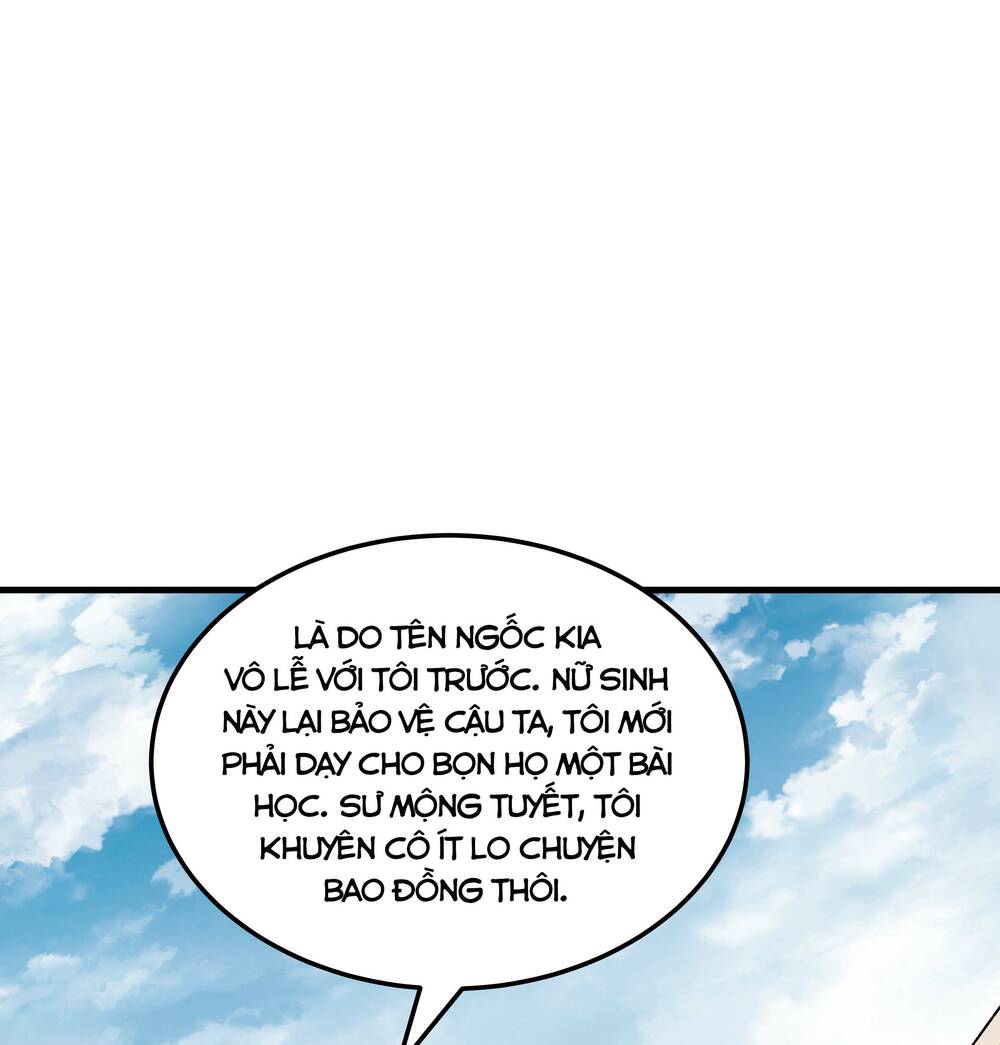 LÀ DO TÊN NGỐC KIA
VÔ LỄ VỚI TÔI TRƯỚC. NỮ SINH
NÀY LẠI BẢO VỆ CẬU TA, TÔI MỚI
PHẢI DẠY CHO BỌN HỌ MỘT BÀI
HỌC. SƯ MỘNG TUYẾT, TÔI
KHUYÊN CÔ ÍT LO CHUYỆN
BAO ĐỒNG THÔI.